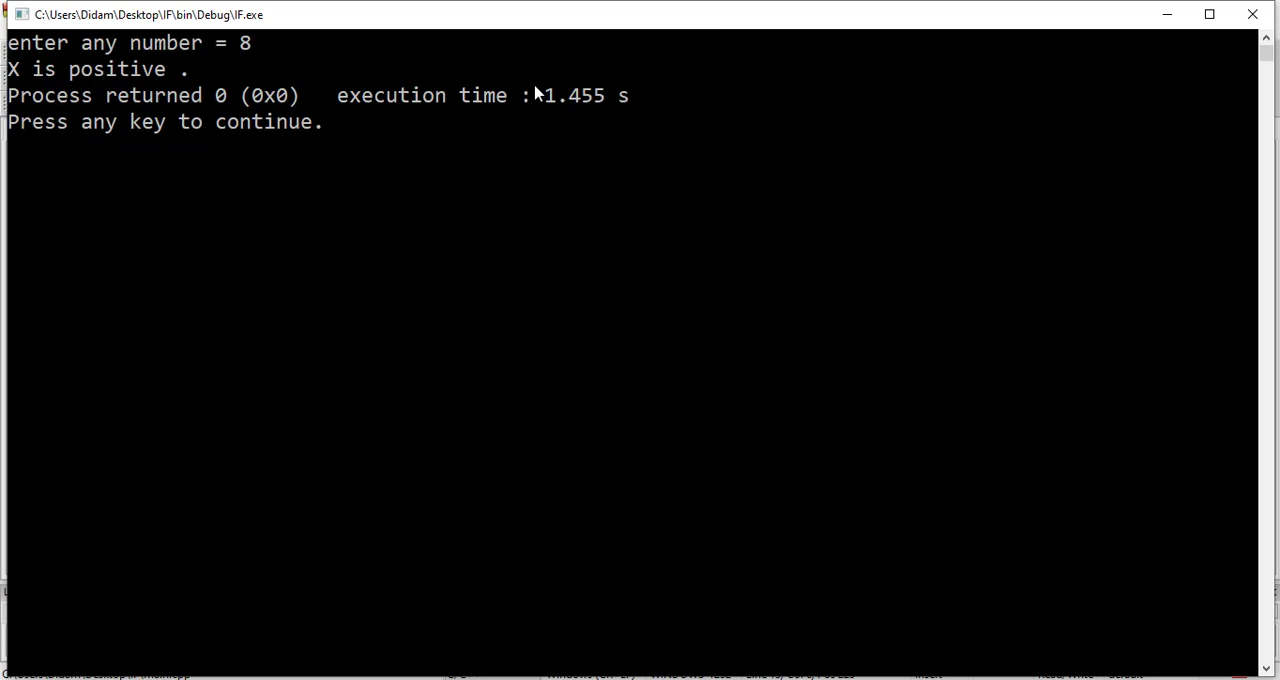 C:\Users\Didam\Desktop\IF\bin\Debug\IF.exe
enter any number = 8
X is positive .
Process returned 0 (0x0)   execution time : 1.455 s
Press any key to continue.